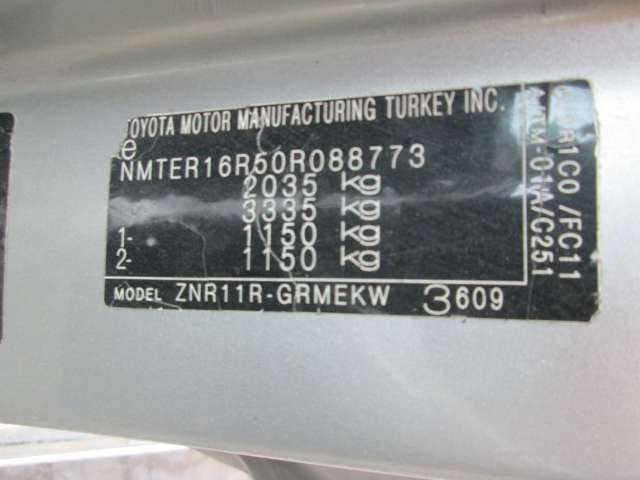 TOYOTA MOTOR MANUFACTURING TURKEY INC.
e
NMTER16R50R088773
2035 Kg
3335 Kg
1- 1150 Kg
2- 1150 Kg
MODEL ZNR11R-GRMEKW 3609
/FC11
-01A/C251